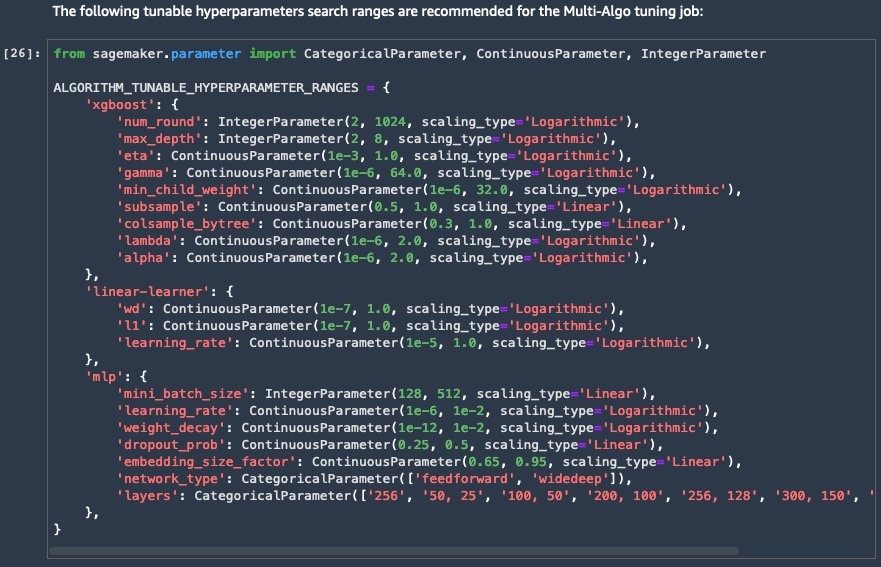 The following tunable hyperparameters search ranges are recommended for the Multi-Algo tuning job:
[26]: from sagemaker.parameter import CategoricalParameter, ContinuousParameter, IntegerParameter
ALGORITHM_TUNABLE_HYPERPARAMETER_RANGES = {
    'xgboost': {
        'num_round': IntegerParameter(2, 1024, scaling_type='Logarithmic'),
        'max_depth': IntegerParameter(2, 8, scaling_type='Logarithmic'),
        'eta': ContinuousParameter(1e-3, 1.0, scaling_type='Logarithmic'),
        'gamma': ContinuousParameter(1e-6, 64.0, scaling_type='Logarithmic'),
        'min_child_weight': ContinuousParameter(1e-6, 32.0, scaling_type='Logarithmic'),
        'subsample': ContinuousParameter(0.5, 1.0, scaling_type='Linear'),
        'colsample_bytree': ContinuousParameter(0.3, 1.0, scaling_type='Linear'),
        'lambda': ContinuousParameter(1e-6, 2.0, scaling_type='Logarithmic'),
        'alpha': ContinuousParameter(1e-6, 2.0, scaling_type='Logarithmic'),
    },
    'linear-learner': {
        'wd': ContinuousParameter(1e-7, 1.0, scaling_type='Logarithmic'),
        'l1': ContinuousParameter(1e-7, 1.0, scaling_type='Logarithmic'),
        'learning_rate': ContinuousParameter(1e-5, 1.0, scaling_type='Logarithmic'),
    },
    'mlp': {
        'mini_batch_size': IntegerParameter(128, 512, scaling_type='Linear'),
        'learning_rate': ContinuousParameter(1e-6, 1e-2, scaling_type='Logarithmic'),
        'weight_decay': ContinuousParameter(1e-12, 1e-2, scaling_type='Logarithmic'),
        'dropout_prob': ContinuousParameter(0.25, 0.5, scaling_type='Linear'),
        'embedding_size_factor': ContinuousParameter(0.65, 0.95, scaling_type='Linear'),
        'network_type': CategoricalParameter(['feedforward', 'widedeep']),
        'layers': CategoricalParameter(['256', '50, 25', '100, 50', '200, 100', '256, 128', '300, 150', '
    },
}